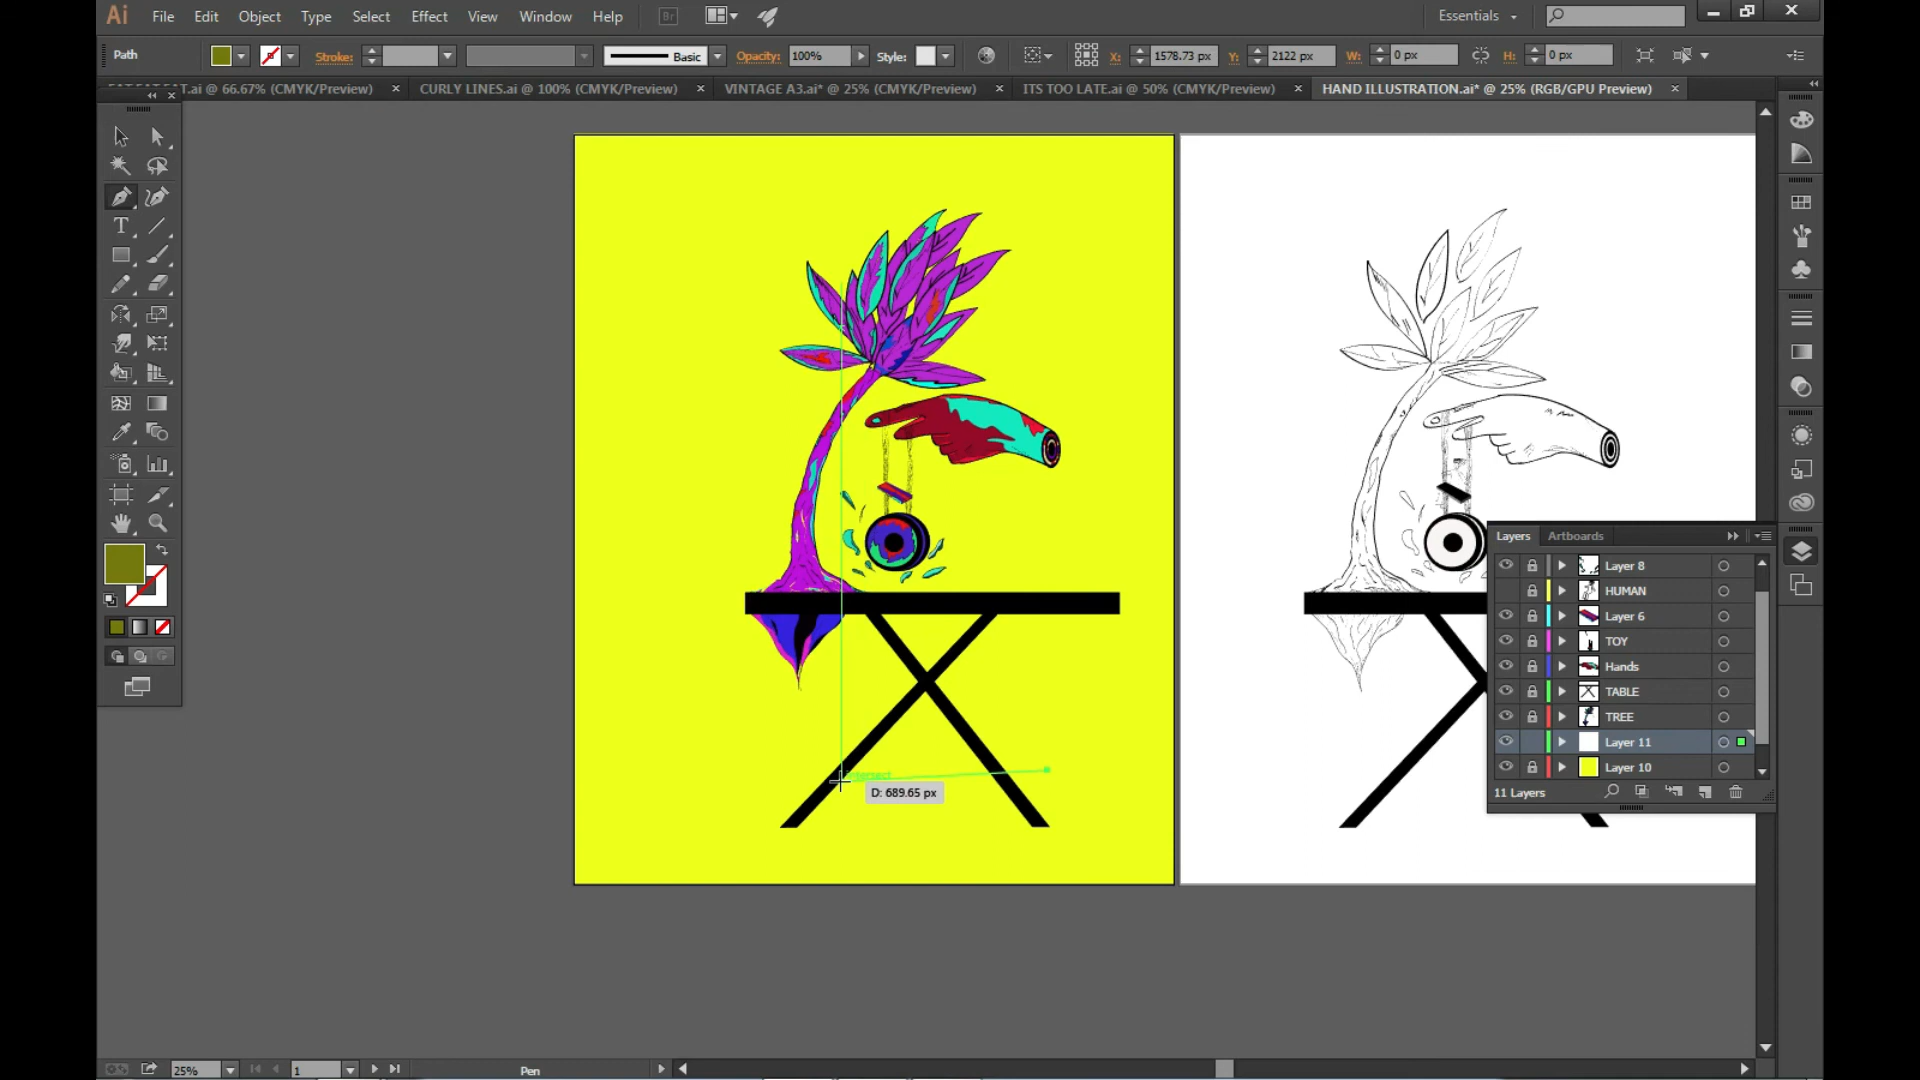 Ai File Edit Object Type Select Effect View Window Help Br Essentials
Path Stroke: Basic Opacity: 100% Style: X: 1578.73 px Y: 2122 px W: 0 px H: 0 px
T.ai @ 66.67% (CMYK/Preview) × CURLY LINES.ai @ 100% (CMYK/Preview) × VINTAGE A3.ai* @ 25% (CMYK/Preview) × ITS TOO LATE.ai @ 50% (CMYK/Preview) × HAND ILLUSTRATION.ai* @ 25% (RGB/GPU Preview) ×
Layers Artboards
Layer 8
HUMAN
Layer 6
TOY
Hands
TABLE
TREE
Layer 11
Layer 10
11 Layers
intersect
D: 689.65 px
25% 1 Pen